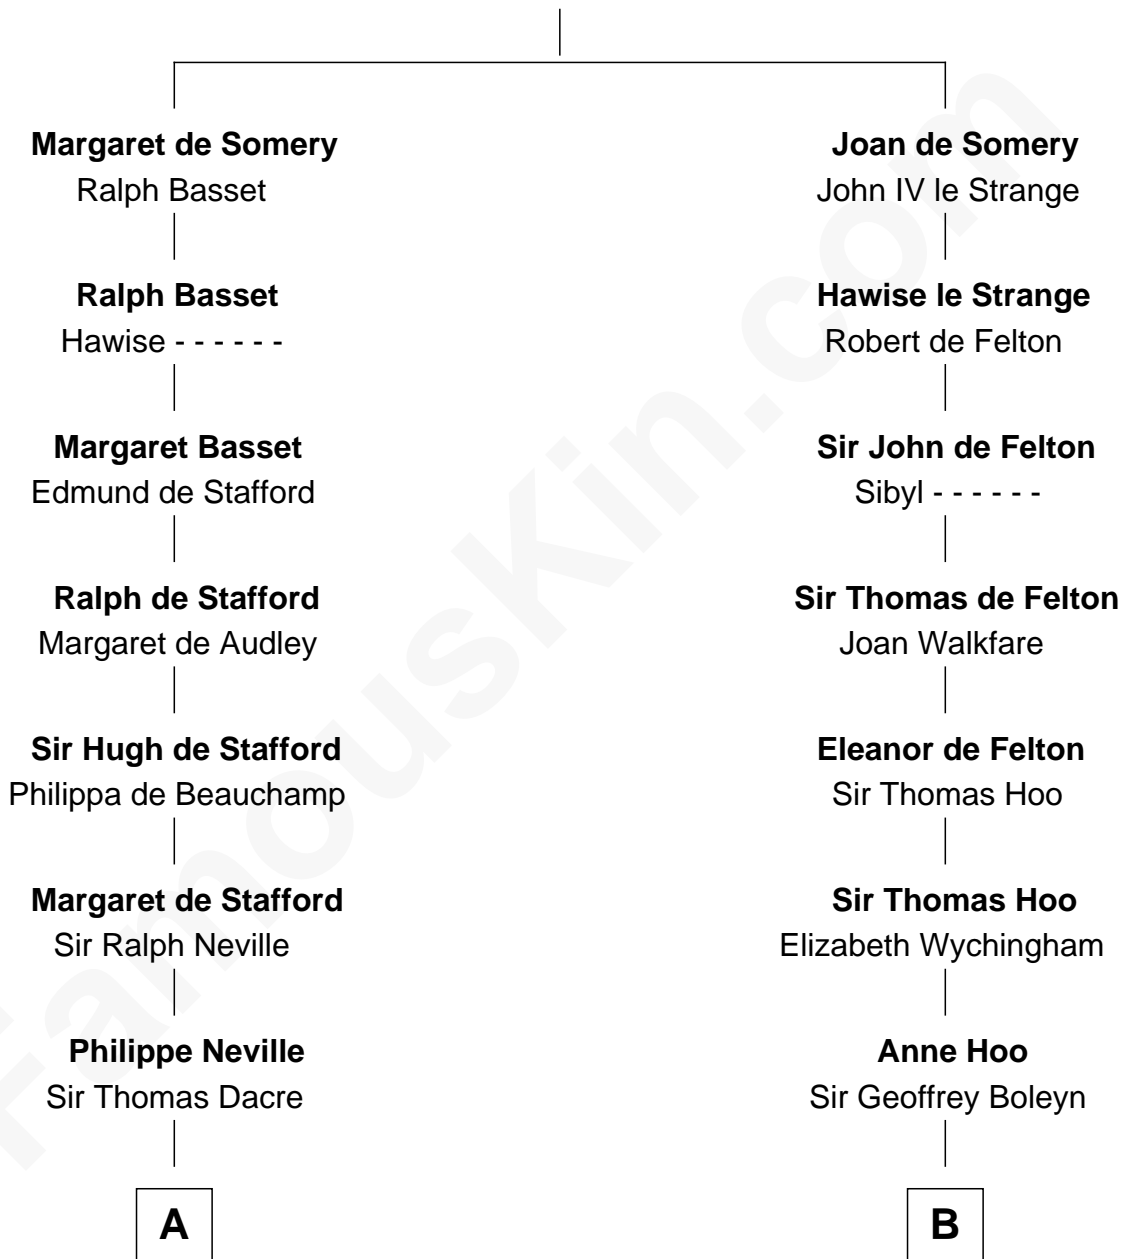 Margaret de Somery
Ralph Basset
Ralph Basset
Hawise - - - - - -
Margaret Basset
Edmund de Stafford
Ralph de Stafford
Margaret de Audley
Sir Hugh de Stafford
Philippa de Beauchamp
Margaret de Stafford
Sir Ralph Neville
Philippe Neville
Sir Thomas Dacre
A
Joan de Somery
John IV le Strange
Hawise le Strange
Robert de Felton
Sir John de Felton
Sibyl - - - - - -
Sir Thomas de Felton
Joan Walkfare
Eleanor de Felton
Sir Thomas Hoo
Sir Thomas Hoo
Elizabeth Wychingham
Anne Hoo
Sir Geoffrey Boleyn
B
FamousKin.com